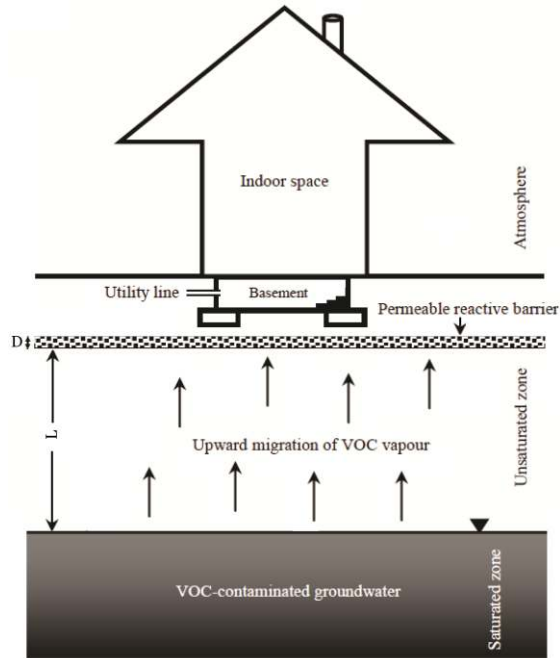 Indoor space
Atmosphere
Utility line
Basement
Permeable reactive barrier
D
L
Upward migration of VOC vapour
Unsaturated zone
VOC-contaminated groundwater
Saturated zone